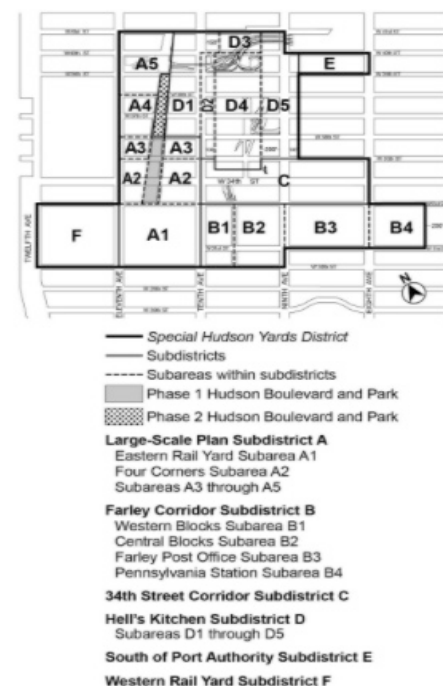 D3
A5
E
A4 D1 D2 D4 D5
A3 A3
A2 A2
W 34th ST
C
F A1 B1 B2 B3 B4
TWELFTH AVE
ELEVENTH AVE
TENTH AVE
NINTH AVE
EIGHTH AVE
N
Special Hudson Yards District
Subdistricts
Subareas within subdistricts
Phase 1 Hudson Boulevard and Park
Phase 2 Hudson Boulevard and Park
Large-Scale Plan Subdistrict A
Eastern Rail Yard Subarea A1
Four Corners Subarea A2
Subareas A3 through A5
Farley Corridor Subdistrict B
Western Blocks Subarea B1
Central Blocks Subarea B2
Farley Post Office Subarea B3
Pennsylvania Station Subarea B4
34th Street Corridor Subdistrict C
Hell's Kitchen Subdistrict D
Subareas D1 through D5
South of Port Authority Subdistrict E
Western Rail Yard Subdistrict F